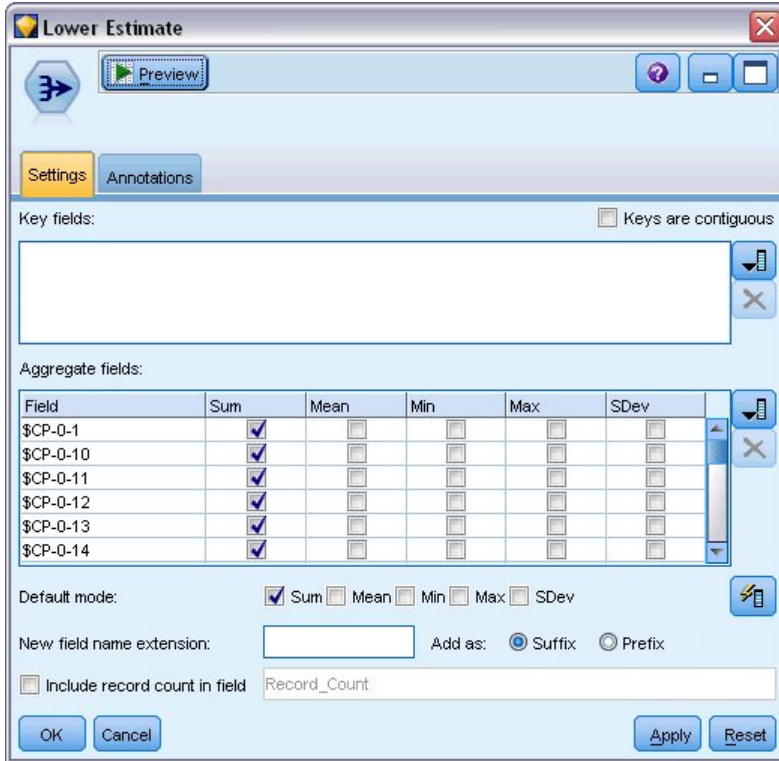 Lower Estimate
Preview
Settings Annotations
Key fields: Keys are contiguous
Aggregate fields:
Field Sum Mean Min Max SDev
$CP-0-1
$CP-0-10
$CP-0-11
$CP-0-12
$CP-0-13
$CP-0-14
Default mode: Sum Mean Min Max SDev
New field name extension: Add as: Suffix Prefix
Include record count in field Record_Count
OK Cancel Apply Reset